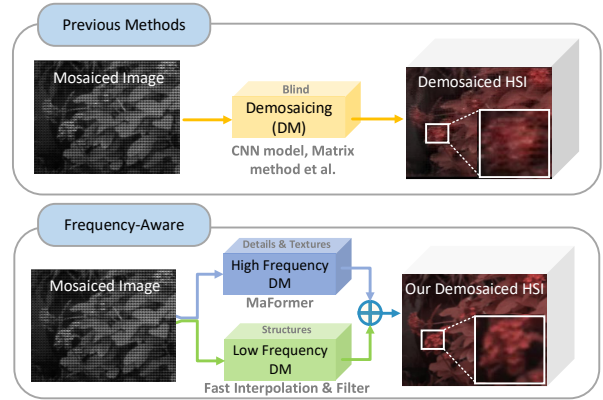 Previous Methods
Mosaiced Image
Blind
Demosaicing
(DM)
CNN model, Matrix
method et al.
Demosaiced HSI
Frequency-Aware
Mosaiced Image
Details & Textures
High Frequency
DM
MaFormer
Structures
Low Frequency
DM
Fast Interpolation & Filter
Our Demosaiced HSI